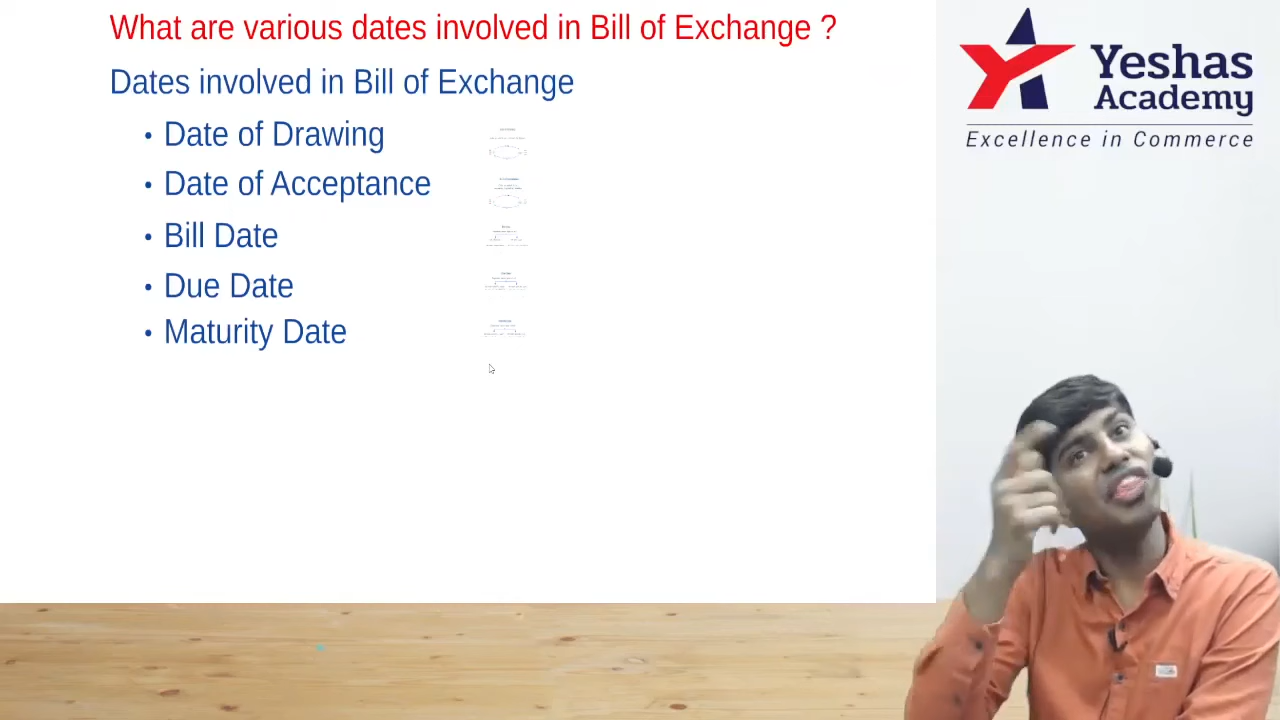 What are various dates involved in Bill of Exchange ?
Dates involved in Bill of Exchange
• Date of Drawing
• Date of Acceptance
• Bill Date
• Due Date
• Maturity Date
Yeshas
Academy
Excellence in Commerce